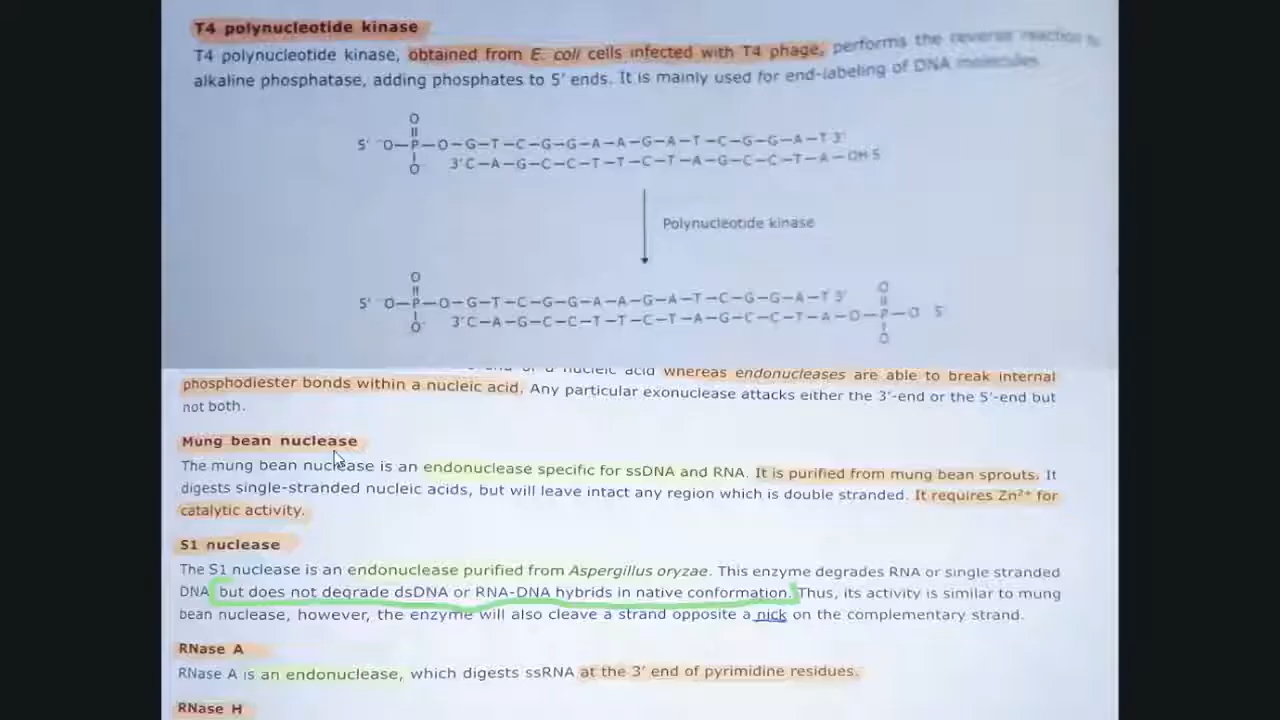 T4 polynucleotide kinase
T4 polynucleotide kinase, obtained from E. coli cells infected with T4 phage, performs the reverse reaction to
alkaline phosphatase, adding phosphates to 5' ends. It is mainly used for end-labeling of DNA molecules
O
5' ⁻O—P—O—G—T—C—G—G—A—A—G—A—T—C—G—G—A—T 3'
O
3'C—A—G—C—C—T—T—C—T—A—G—C—C—T—A—OH 5
Polynucleotide kinase
O
5' O—P—O—G—T—C—G—G—A—A—G—A—T—C—G—G—A—T 3'
O⁻
O
3'C—A—G—C—C—T—T—C—T—A—G—C—C—T—A—O—P—O 5
O
nucleic acid whereas endonucleases are able to break internal
phosphodiester bonds within a nucleic acid. Any particular exonuclease attacks either the 3'-end or the 5'-end but
not both.
Mung bean nuclease
The mung bean nuclease is an endonuclease specific for ssDNA and RNA. It is purified from mung bean sprouts. It
digests single-stranded nucleic acids, but will leave intact any region which is double stranded. It requires Zn²⁺ for
catalytic activity.
S1 nuclease
The S1 nuclease is an endonuclease purified from Aspergillus oryzae. This enzyme degrades RNA or single stranded
DNA, but does not degrade dsDNA or RNA-DNA hybrids in native conformation. Thus, its activity is similar to mung
bean nuclease, however, the enzyme will also cleave a strand opposite a nick on the complementary strand.
RNase A
RNase A is an endonuclease, which digests ssRNA at the 3' end of pyrimidine residues.
RNase H